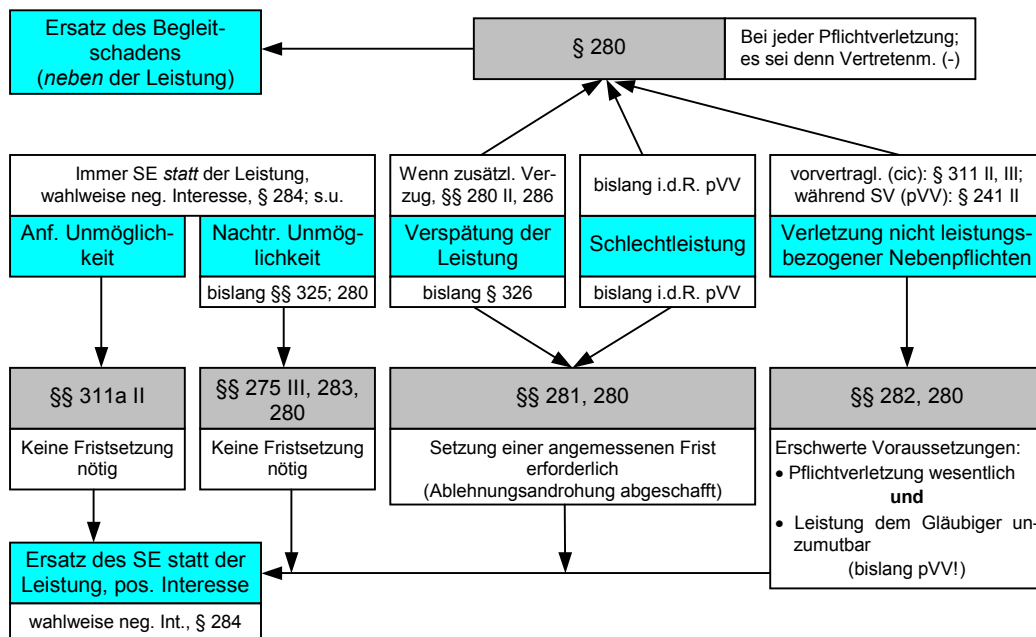 Ersatz des Begleit-
schadens
(neben der Leistung)
§ 280
Bei jeder Pflichtverletzung;
es sei denn Vertretenm. (-)
Immer SE statt der Leistung,
wahlweise neg. Interesse, § 284; s.u.
Wenn zusätzl. Ver-
zug, §§ 280 II, 286
bislang i.d.R. pVV
vorvertragl. (cic): § 311 II, III;
während SV (pVV): § 241 II
Anf. Unmöglich-
keit
Nachtr. Unmög-
lichkeit
Verspätung der
Leistung
Schlechtleistung
Verletzung nicht leistungs-
bezogener Nebenpflichten
bislang §§ 325; 280
bislang § 326
bislang i.d.R. pVV
§§ 311a II
§§ 275 III, 283,
280
§§ 281, 280
§§ 282, 280
Keine Fristsetzung
nötig
Keine Fristsetzung
nötig
Setzung einer angemessenen Frist
erforderlich
(Ablehnungsandrohung abgeschafft)
Erschwerte Voraussetzungen:
• Pflichtverletzung wesentlich
und
• Leistung dem Gläubiger un-
zumutbar
(bislang pVV!)
Ersatz des SE statt der
Leistung, pos. Interesse
wahlweise neg. Int., § 284